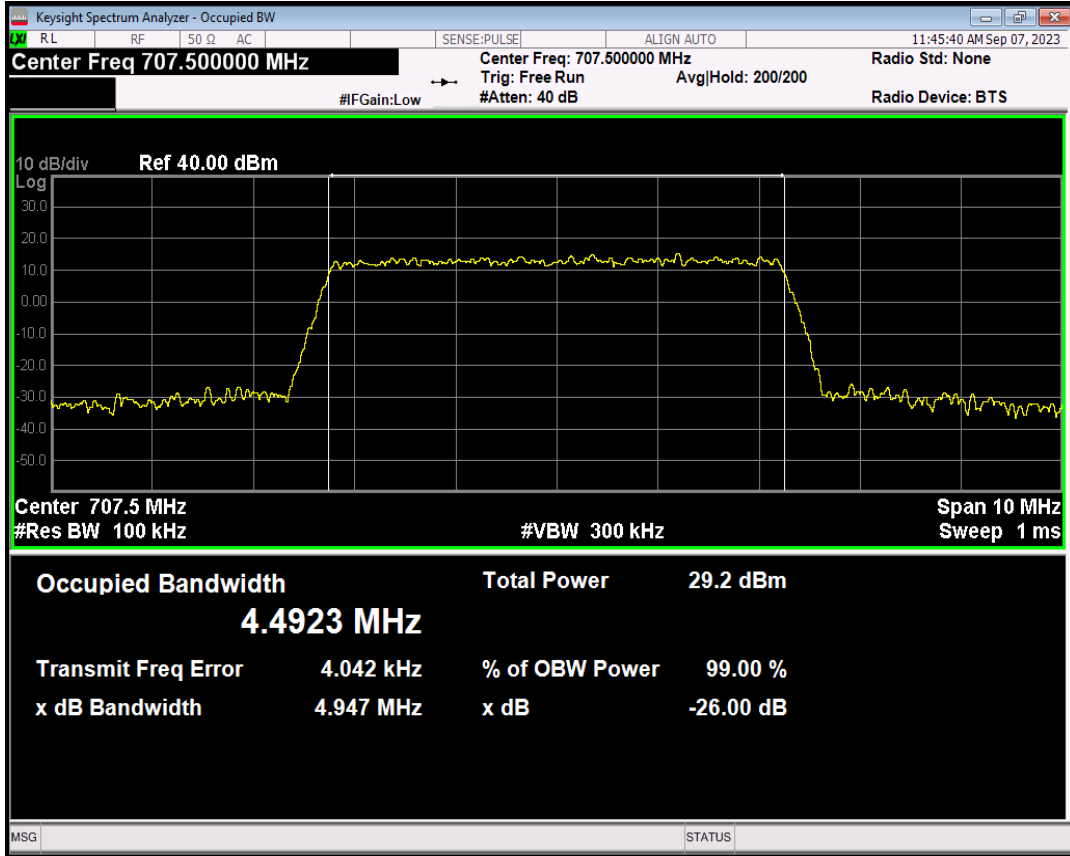 Keysight Spectrum Analyzer - Occupied BW
LXI RL RF 50 Ω AC SENSE:PULSE ALIGN AUTO 11:45:40 AM Sep 07, 2023
Center Freq 707.500000 MHz
Center Freq: 707.500000 MHz Radio Std: None
Trig: Free Run Avg|Hold: 200/200
#IFGain:Low #Atten: 40 dB Radio Device: BTS
10 dB/div Ref 40.00 dBm
Log
30.0
20.0
10.0
0.00
-10.0
-20.0
-30.0
-40.0
-50.0
Center 707.5 MHz Span 10 MHz
#Res BW 100 kHz #VBW 300 kHz Sweep 1 ms
Occupied Bandwidth Total Power 29.2 dBm
4.4923 MHz
Transmit Freq Error 4.042 kHz % of OBW Power 99.00 %
x dB Bandwidth 4.947 MHz x dB -26.00 dB
MSG STATUS